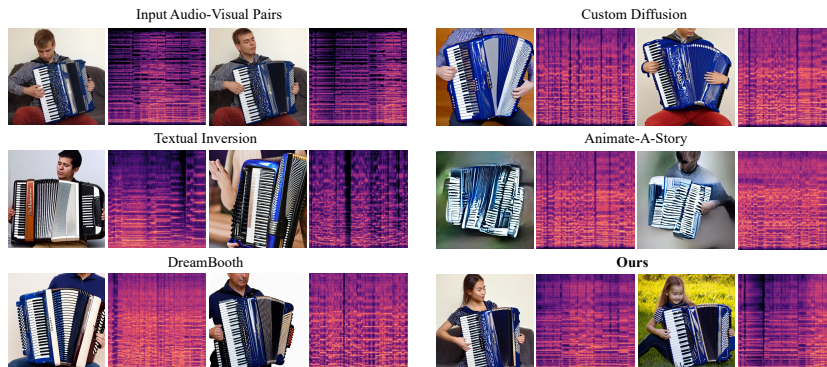 Input Audio-Visual Pairs
Custom Diffusion
Textual Inversion
Animate-A-Story
DreamBooth
Ours